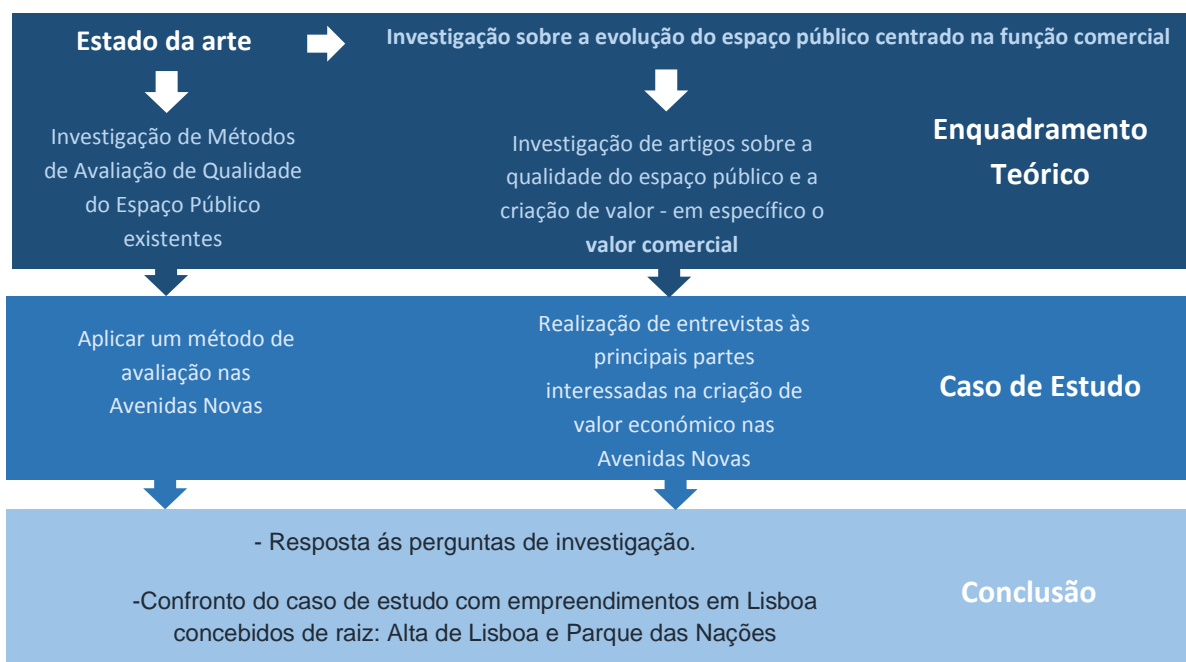 Estado da arte
Investigação sobre a evolução do espaço público centrado na função comercial
Investigação de Métodos
de Avaliação de Qualidade
do Espaço Público
existentes
Investigação de artigos sobre a
qualidade do espaço público e a
criação de valor - em específico o
valor comercial
Enquadramento
Teórico
Aplicar um método de
avaliação nas
Avenidas Novas
Realização de entrevistas às
principais partes
interessadas na criação de
valor económico nas
Avenidas Novas
Caso de Estudo
- Resposta ás perguntas de investigação.
-Confronto do caso de estudo com empreendimentos em Lisboa
concebidos de raiz: Alta de Lisboa e Parque das Nações
Conclusão